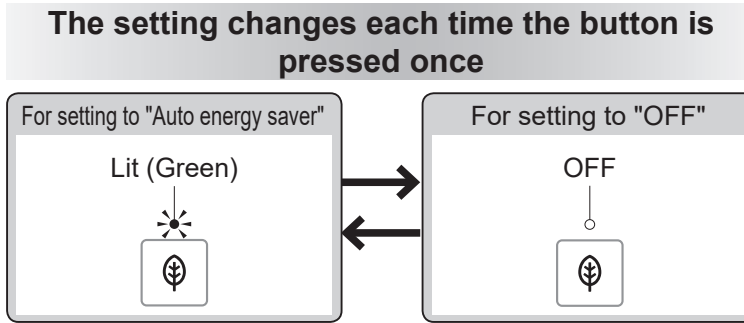 The setting changes each time the button is
pressed once
For setting to "Auto energy saver"
Lit (Green)
For setting to "OFF"
OFF